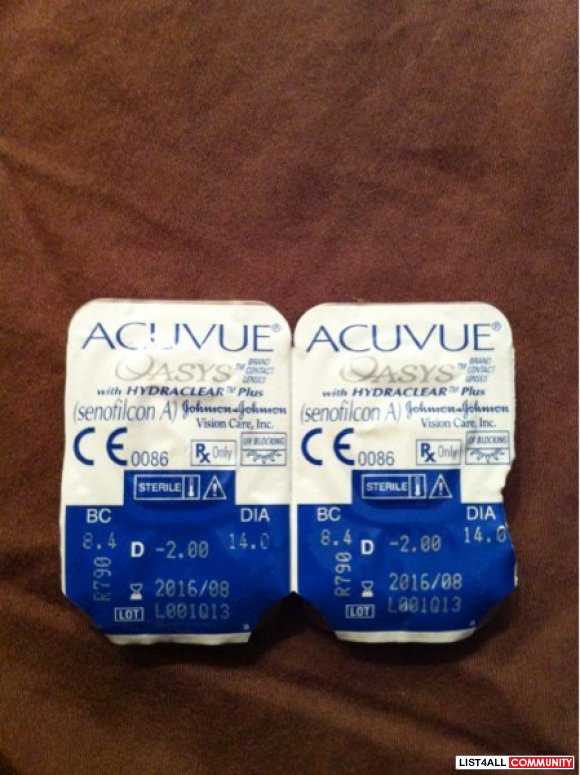 ACUVUE®
OASYS™ BRAND CONTACT LENSES
with HYDRACLEAR™ Plus
(senofilcon A) Johnson & Johnson
Vision Care, Inc.
CE 0086 Rx Only UV BLOCKING
STERILE
BC DIA
8.4 D -2.00 14.0
R790
2016/08
LOT L001Q13
ACUVUE®
OASYS™ BRAND CONTACT LENSES
with HYDRACLEAR™ Plus
(senofilcon A) Johnson & Johnson
Vision Care, Inc.
CE 0086 Rx Only UV BLOCKING
STERILE
BC DIA
8.4 D -2.00 14.0
R790
2016/08
LOT L001Q13
LIST4ALL COMMUNITY